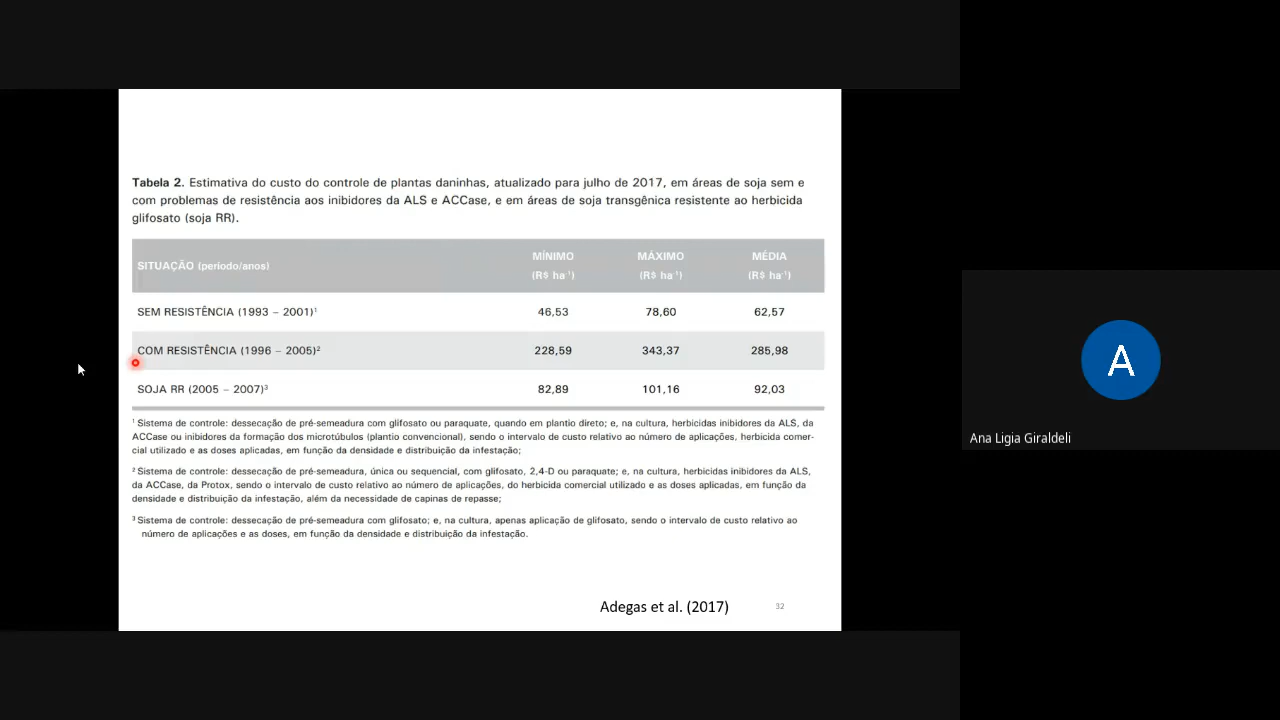 Tabela 2. Estimativa do custo do controle de plantas daninhas, atualizado para julho de 2017, em áreas de soja sem e
com problemas de resistência aos inibidores da ALS e ACCase, e em áreas de soja transgênica resistente ao herbicida
glifosato (soja RR).
SITUAÇÃO (período/anos) MÍNIMO (R$ ha⁻¹) MÁXIMO (R$ ha⁻¹) MÉDIA (R$ ha⁻¹)
SEM RESISTÊNCIA (1993 – 2001)¹ 46,53 78,60 62,57
COM RESISTÊNCIA (1996 – 2005)² 228,59 343,37 285,98
SOJA RR (2005 – 2007)³ 82,89 101,16 92,03
¹ Sistema de controle: dessecação de pré-semeadura com glifosato ou paraquate, quando em plantio direto; e, na cultura, herbicidas inibidores da ALS, da
ACCase ou inibidores da formação dos microtúbulos (plantio convencional), sendo o intervalo de custo relativo ao número de aplicações, herbicida comer-
cial utilizado e as doses aplicadas, em função da densidade e distribuição da infestação;
² Sistema de controle: dessecação de pré-semeadura, única ou sequencial, com glifosato, 2,4-D ou paraquate; e, na cultura, herbicidas inibidores da ALS,
da ACCase, da Protox, sendo o intervalo de custo relativo ao número de aplicações, do herbicida comercial utilizado e as doses aplicadas, em função da
densidade e distribuição da infestação, além da necessidade de capinas de repasse;
³ Sistema de controle: dessecação de pré-semeadura com glifosato; e, na cultura, apenas aplicação de glifosato, sendo o intervalo de custo relativo ao
número de aplicações e as doses, em função da densidade e distribuição da infestação.
Adegas et al. (2017)
32
A
Ana Ligia Giraldeli